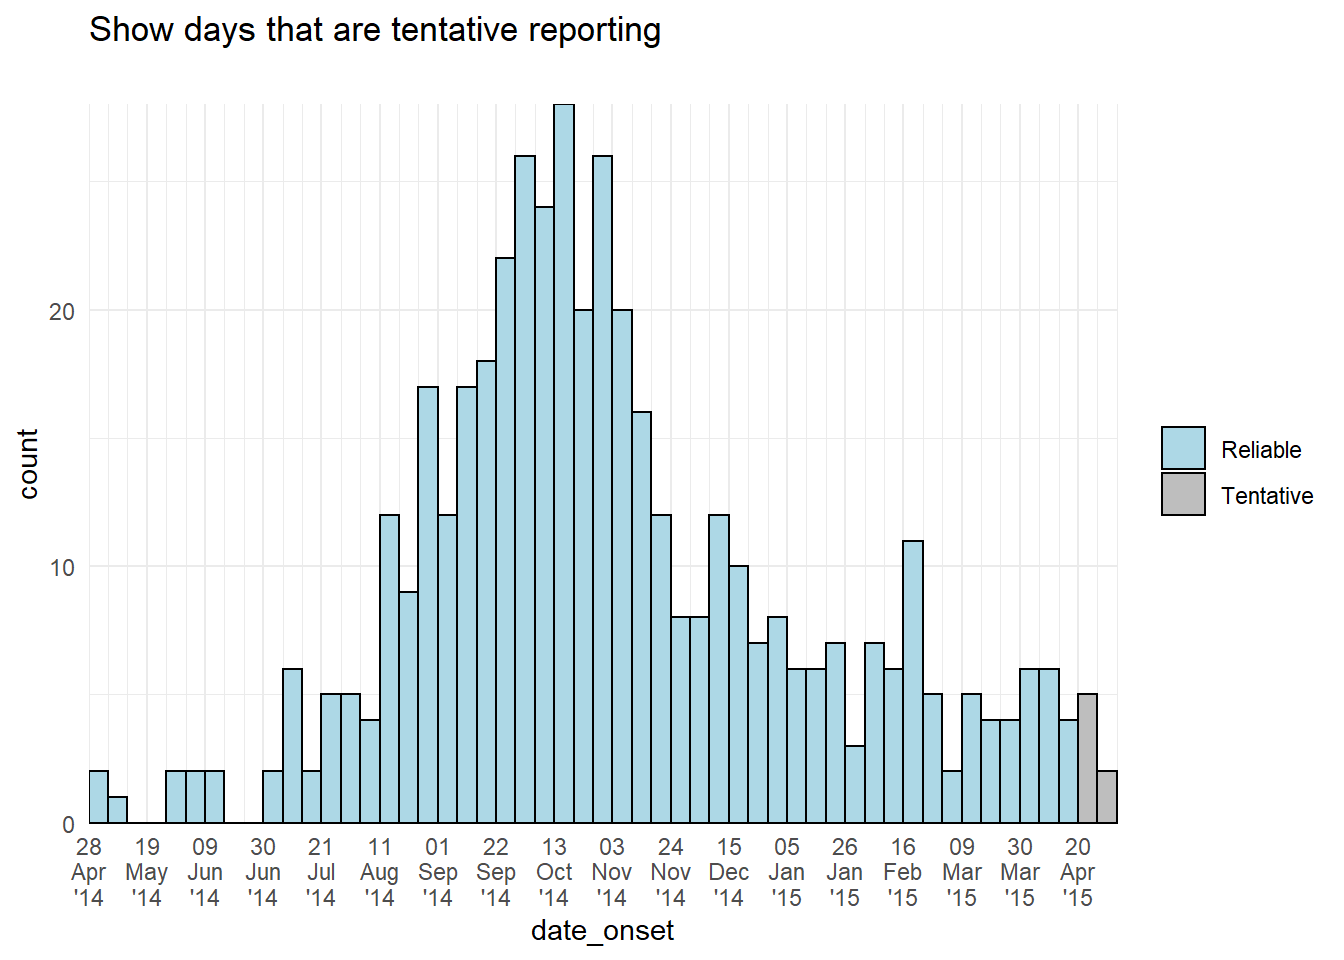 Show days that are tentative reporting
count
20
10
0
28 19 09 30 21 11 01 22 13 03 24 15 05 26 16 09 30 20
Apr May Jun Jun Jul Aug Sep Sep Oct Nov Nov Dec Jan Jan Feb Mar Mar Apr
'14 '14 '14 '14 '14 '14 '14 '14 '14 '14 '14 '14 '15 '15 '15 '15 '15 '15
date_onset
Reliable
Tentative